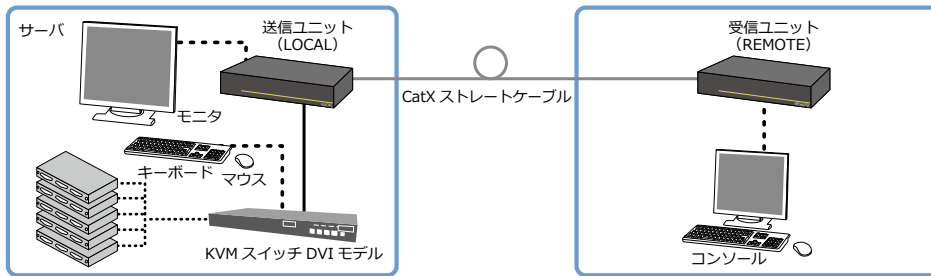 サーバ
送信ユニット
（LOCAL）
モニタ
キーボード
マウス
KVM スイッチ DVI モデル
CatX ストレートケーブル
受信ユニット
（REMOTE）
コンソール